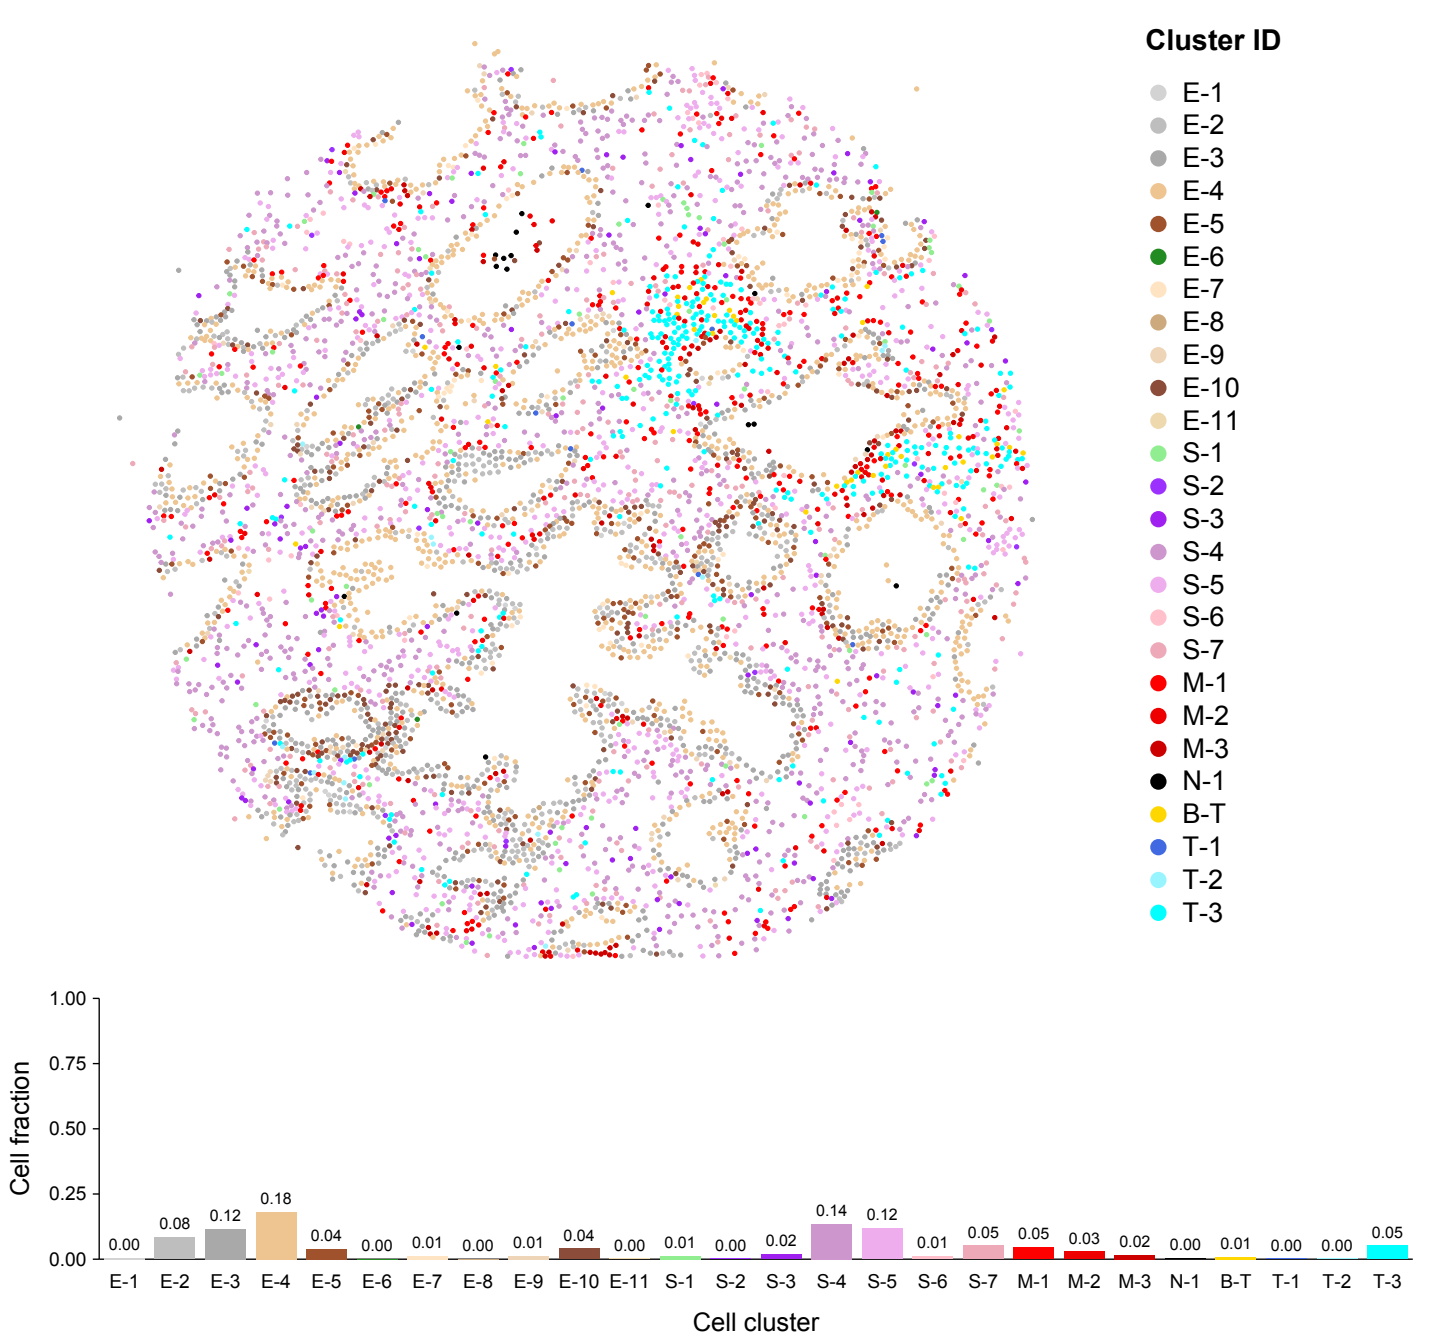 Cluster ID
E-1
E-2
E-3
E-4
E-5
E-6
E-7
E-8
E-9
E-10
E-11
S-1
S-2
S-3
S-4
S-5
S-6
S-7
M-1
M-2
M-3
N-1
B-T
T-1
T-2
T-3
Cell fraction
1.00
0.75
0.50
0.25
0.00
0.00 0.08 0.12 0.18 0.04 0.00 0.01 0.00 0.01 0.04 0.00 0.01 0.00 0.02 0.14 0.12 0.01 0.05 0.05 0.03 0.02 0.00 0.01 0.00 0.00 0.05
E-1 E-2 E-3 E-4 E-5 E-6 E-7 E-8 E-9 E-10 E-11 S-1 S-2 S-3 S-4 S-5 S-6 S-7 M-1 M-2 M-3 N-1 B-T T-1 T-2 T-3
Cell cluster